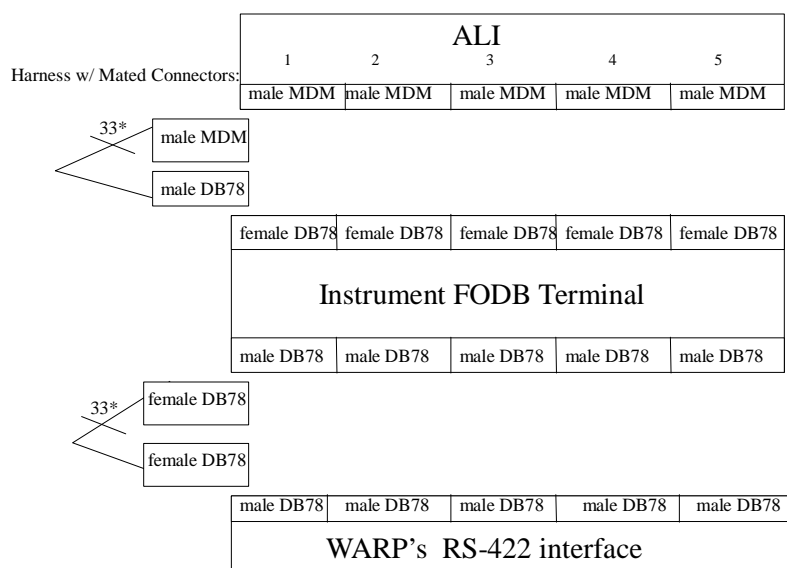 ALI
1 2 3 4 5
Harness w/ Mated Connectors:
male MDM male MDM male MDM male MDM male MDM
33*
male MDM
male DB78
female DB78 female DB78 female DB78 female DB78 female DB78
Instrument FODB Terminal
male DB78 male DB78 male DB78 male DB78 male DB78
33*
female DB78
female DB78
male DB78 male DB78 male DB78 male DB78 male DB78
WARP's RS-422 interface